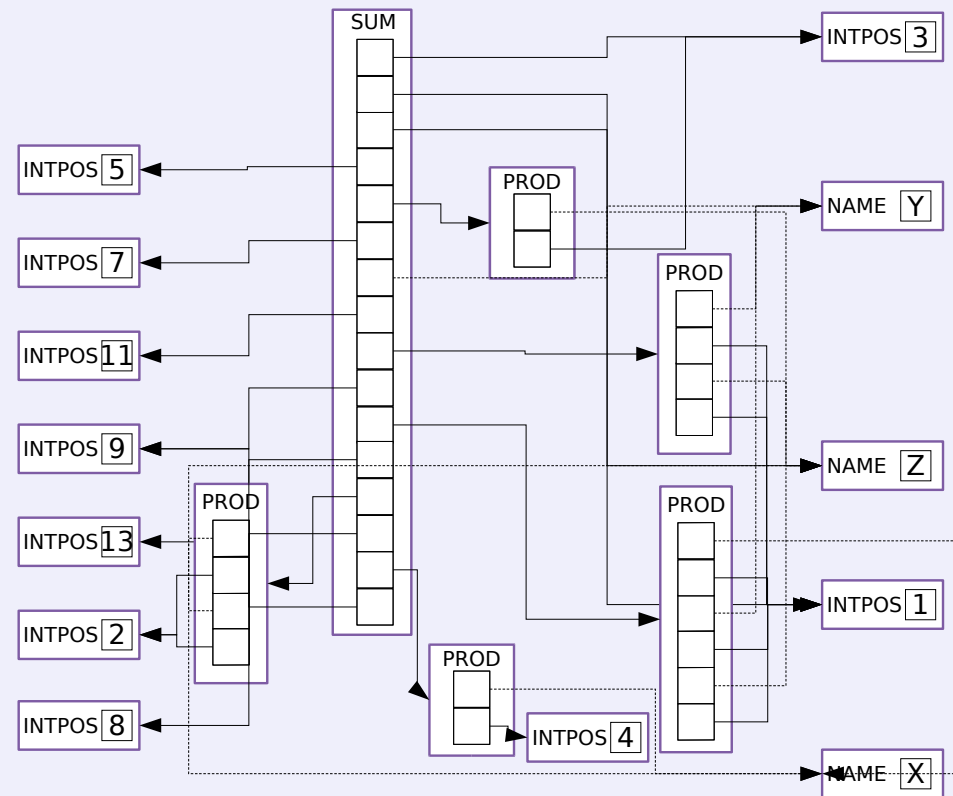 SUM
INTPOS 3
INTPOS 5
PROD
NAME Y
INTPOS 7
PROD
INTPOS 11
INTPOS 9
NAME Z
PROD
PROD
INTPOS 13
INTPOS 1
INTPOS 2
PROD
INTPOS 8
INTPOS 4
NAME X